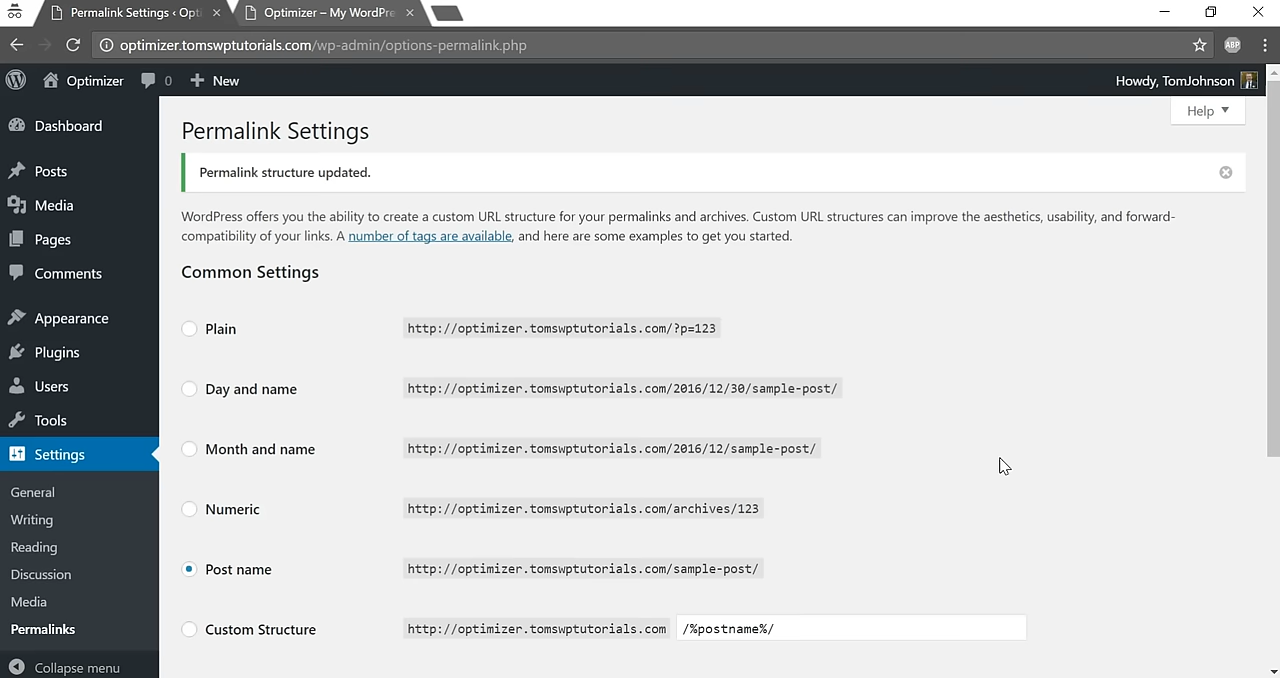 Permalink Settings ‹ Opti
Optimizer – My WordPre
optimizer.tomswptutorials.com/wp-admin/options-permalink.php
ABP
Optimizer
0
New
Howdy, TomJohnson
Help
Dashboard
Posts
Media
Pages
Comments
Appearance
Plugins
Users
Tools
Settings
General
Writing
Reading
Discussion
Media
Permalinks
Collapse menu
Permalink Settings
Permalink structure updated.
WordPress offers you the ability to create a custom URL structure for your permalinks and archives. Custom URL structures can improve the aesthetics, usability, and forward-
compatibility of your links. A number of tags are available, and here are some examples to get you started.
Common Settings
Plain http://optimizer.tomswptutorials.com/?p=123
Day and name http://optimizer.tomswptutorials.com/2016/12/30/sample-post/
Month and name http://optimizer.tomswptutorials.com/2016/12/sample-post/
Numeric http://optimizer.tomswptutorials.com/archives/123
Post name http://optimizer.tomswptutorials.com/sample-post/
Custom Structure http://optimizer.tomswptutorials.com /%postname%/